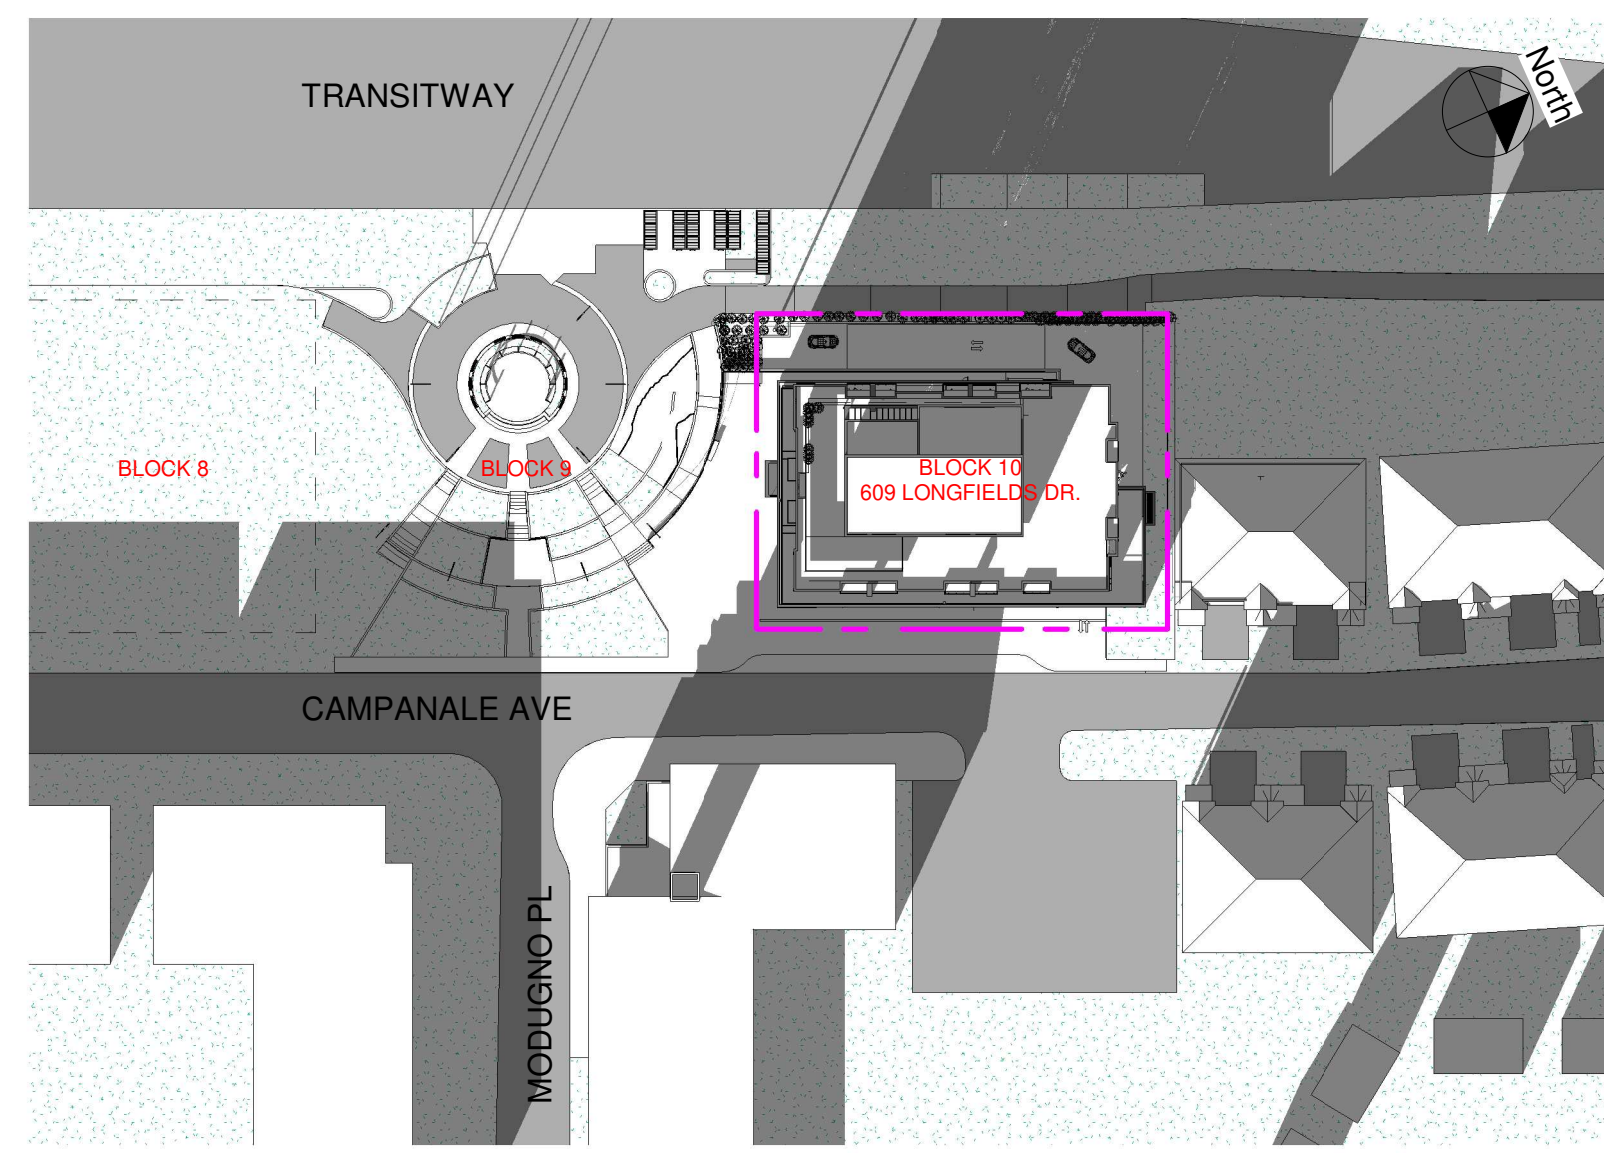 TRANSITWAY
North
BLOCK 8
BLOCK 9
BLOCK 10
609 LONGFIELDS DR.
CAMPANALE AVE
MODUGNO PL